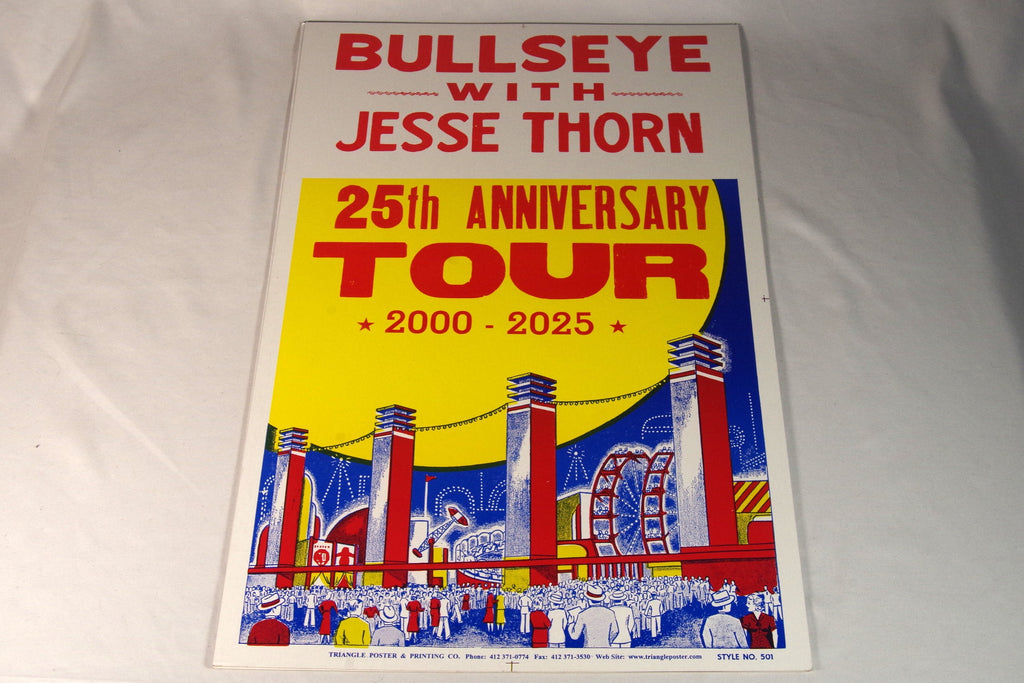 BULLSEYE
WITH
JESSE THORN
25th ANNIVERSARY
TOUR
★ 2000 - 2025 ★
TRIANGLE POSTER & PRINTING CO. Phone: 412 371-0774 Fax: 412 371-3530 Web Site: www.triangleposter.com STYLE NO. 501